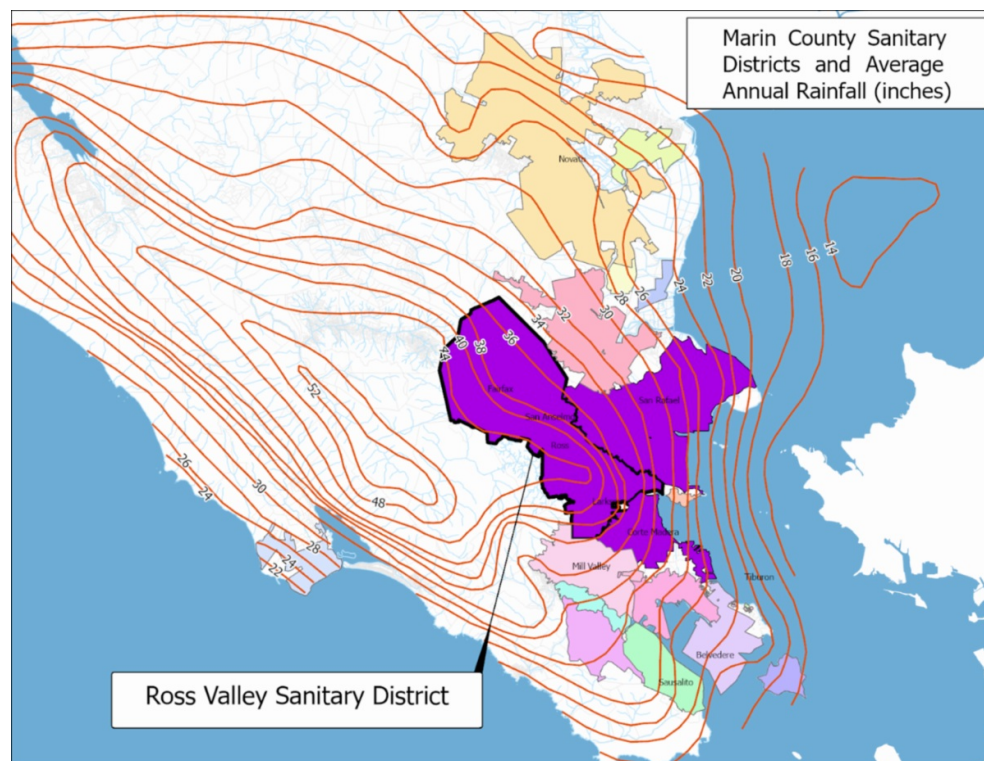 Marin County Sanitary
Districts and Average
Annual Rainfall (inches)
Novato
14
16
18
20
22
24
26
28
30
32
34
36
38
40
44
52
48
Fairfax
San Anselmo
San Rafael
Ross
Corte Madera
Mill Valley
Tiburon
Belvedere
Sausalito
26
24
30
28
24
22
Ross Valley Sanitary District